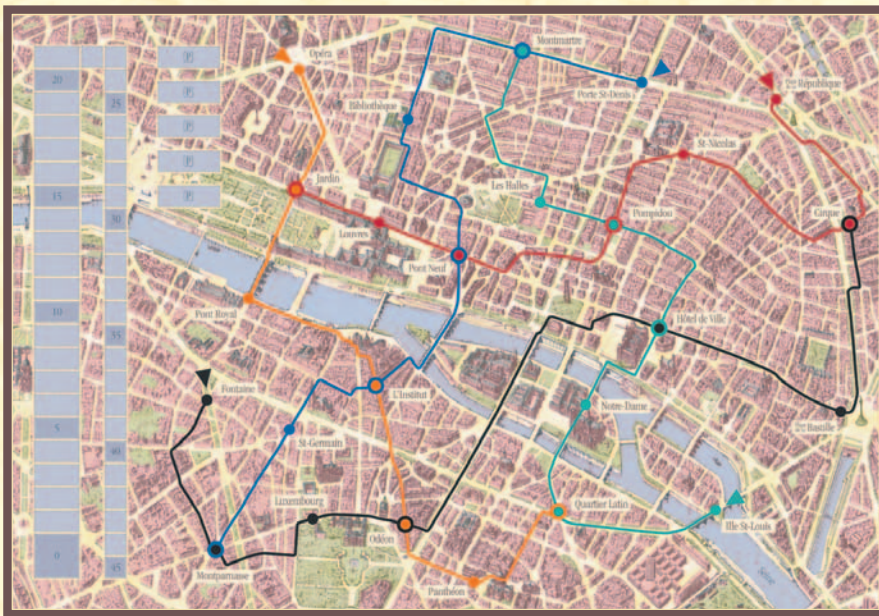 Opéra
Montmartre
Porte St-Denis
République
Bibliothèque
St-Nicolas
Jardin
Les Halles
Pompidou
Cirque
Louvres
Pont Neuf
Pont Royal
Hôtel de Ville
Fontaine
L'Institut
Notre-Dame
Bastille
St-Germain
Luxembourg
Quartier Latin
Ille St-Louis
Odéon
Montparnasse
Panthéon
Seine
20
15
10
5
0
25
30
35
40
45
P
P
P
P
P